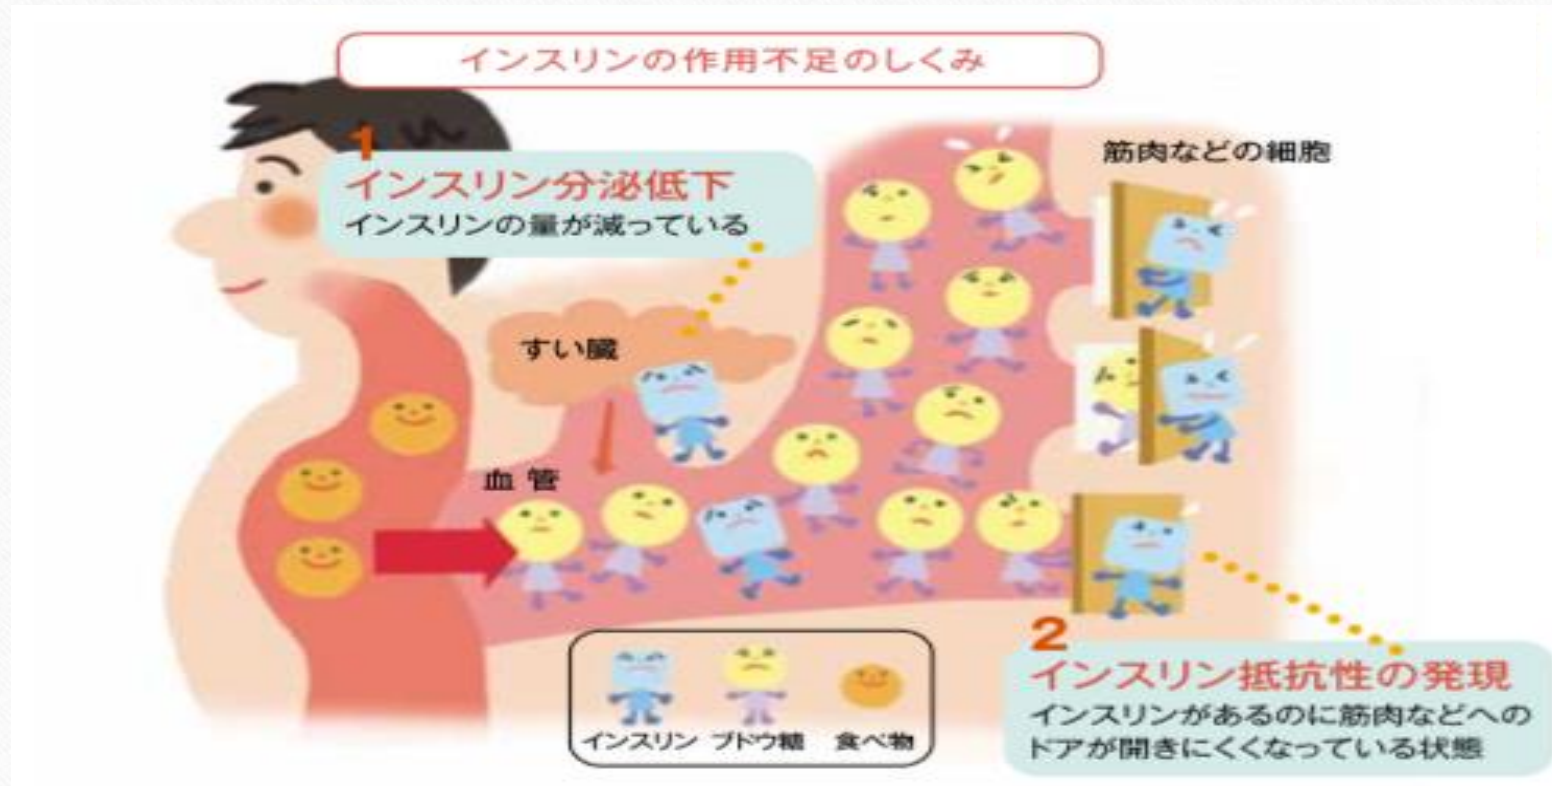 インスリンの作用不足のしくみ
1
インスリン分泌低下
インスリンの量が減っている
筋肉などの細胞
すい臓
血管
2
インスリン抵抗性の発現
インスリンがあるのに筋肉などへの
ドアが開きにくくなっている状態
インスリン ブドウ糖 食べ物